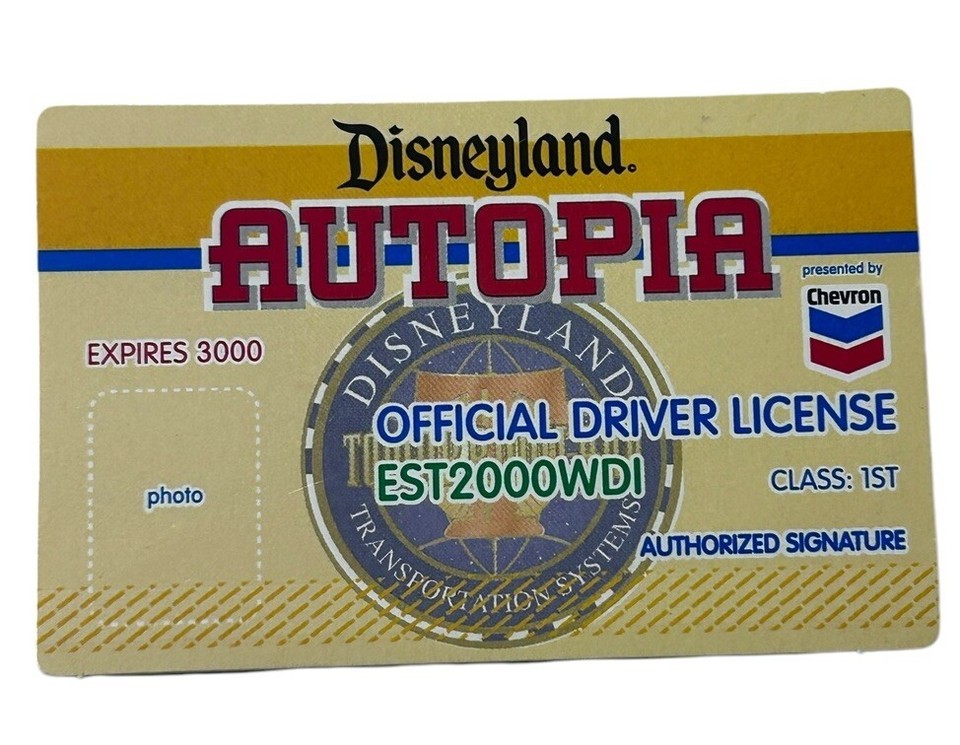 Disneyland®
AUTOPIA
presented by
Chevron
EXPIRES 3000
DISNEYLAND
OFFICIAL DRIVER LICENSE
EST2000WDI
photo
CLASS: 1ST
AUTHORIZED SIGNATURE
TRANSPORTATION SYSTEMS